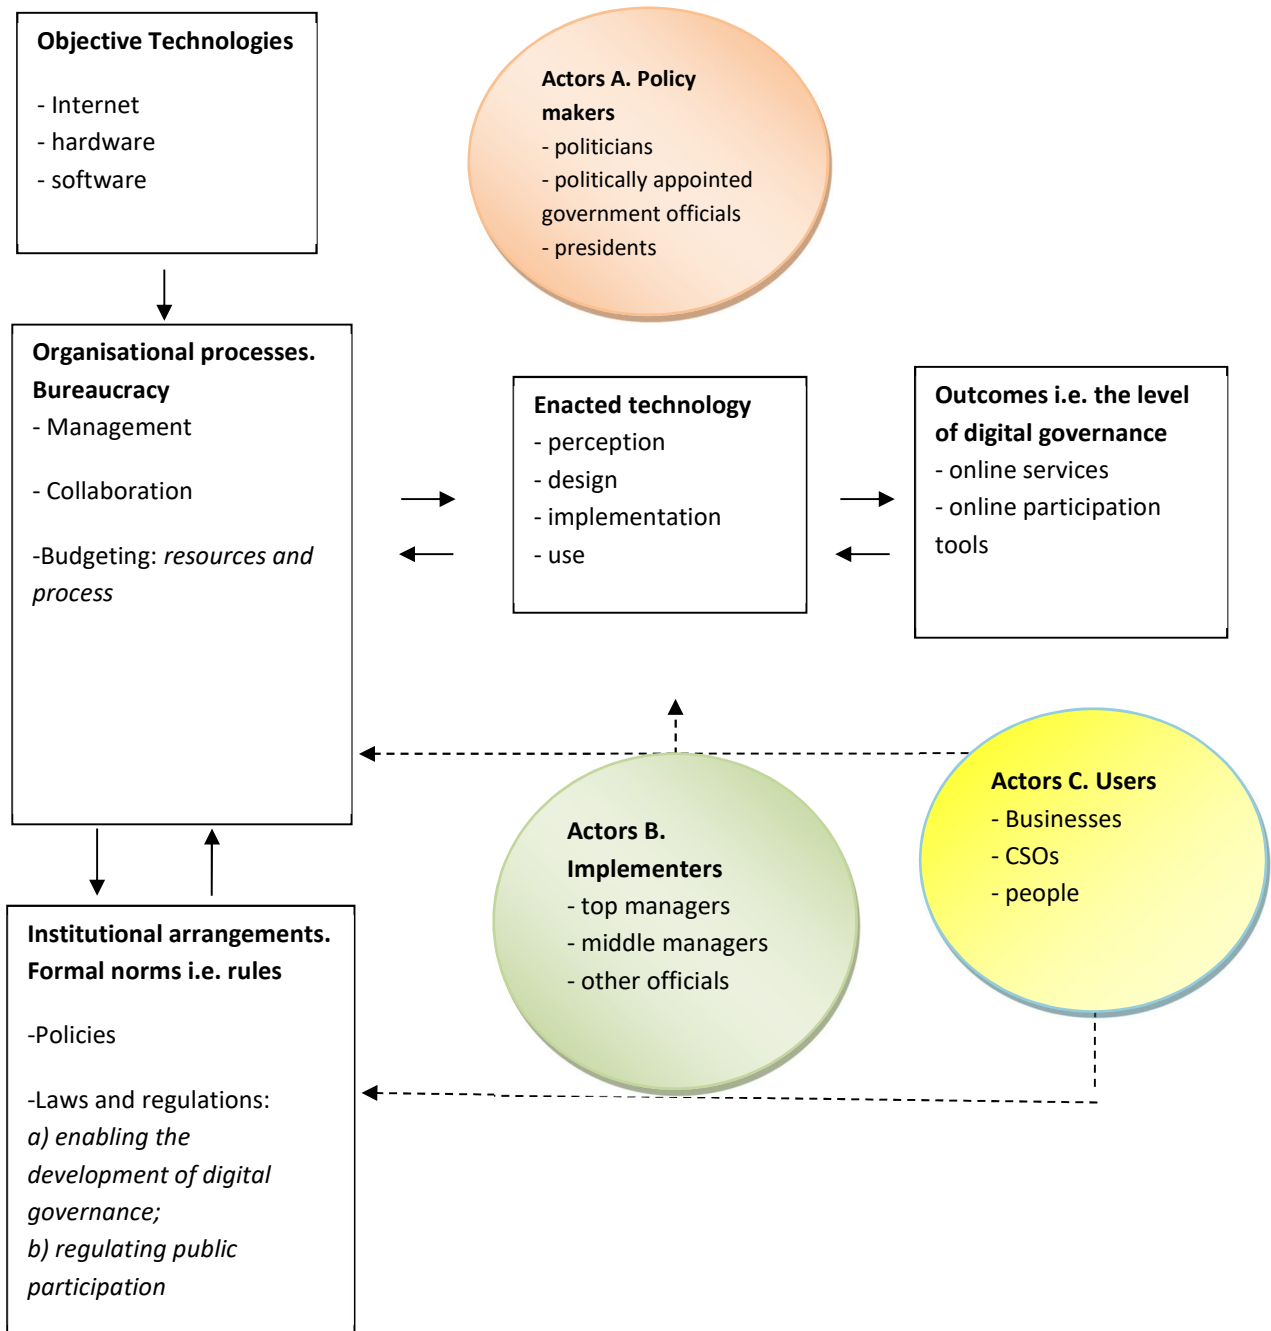 Objective Technologies
- Internet
- hardware
- software
Actors A. Policy
makers
- politicians
- politically appointed
government officials
- presidents
Organisational processes.
Bureaucracy
- Management
- Collaboration
-Budgeting: resources and
process
Enacted technology
- perception
- design
- implementation
- use
Outcomes i.e. the level
of digital governance
- online services
- online participation
tools
Actors B.
Implementers
- top managers
- middle managers
- other officials
Actors C. Users
- Businesses
- CSOs
- people
Institutional arrangements.
Formal norms i.e. rules
-Policies
-Laws and regulations:
a) enabling the
development of digital
governance;
b) regulating public
participation